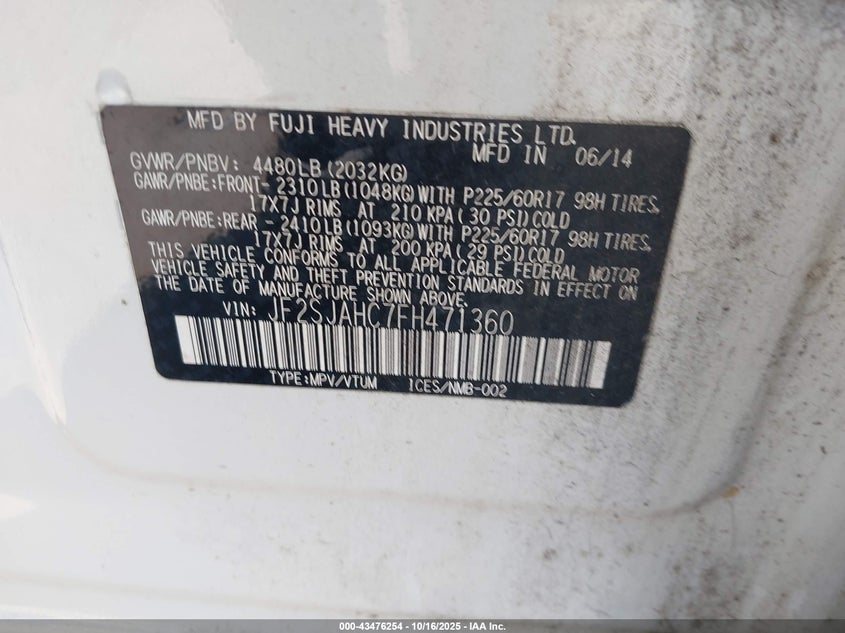 MFD BY FUJI HEAVY INDUSTRIES LTD.
MFD IN 06/14
GVWR/PNBV: 4480LB (2032KG)
GAWR/PNBE:FRONT- 2310LB(1048KG)WITH P225/60R17 98H TIRES,
17X7J RIMS AT 210 KPA(30 PSI)COLD
GAWR/PNBE:REAR - 2410LB(1093KG)WITH P225/60R17 98H TIRES,
17X7J RIMS AT 200 KPA(29 PSI)COLD
THIS VEHICLE CONFORMS TO ALL APPLICABLE FEDERAL MOTOR
VEHICLE SAFETY AND THEFT PREVENTION STANDARDS IN EFFECT ON
THE DATE OF MANUFACTURE SHOWN ABOVE.
VIN: JF2SJAHC7FH471360
TYPE:MPV/VTUM ICES/NMB-002
000-43476254 - 10/16/2025 - IAA Inc.